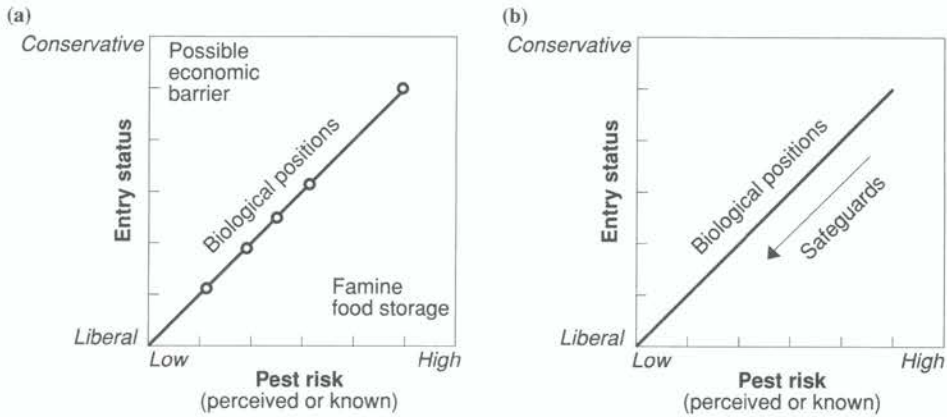 (a)
Conservative
Possible
economic
barrier
Entry status
Biological positions
Famine
food storage
Liberal
Low
High
Pest risk
(perceived or known)
(b)
Conservative
Entry status
Biological positions
Safeguards
Liberal
Low
High
Pest risk
(perceived or known)